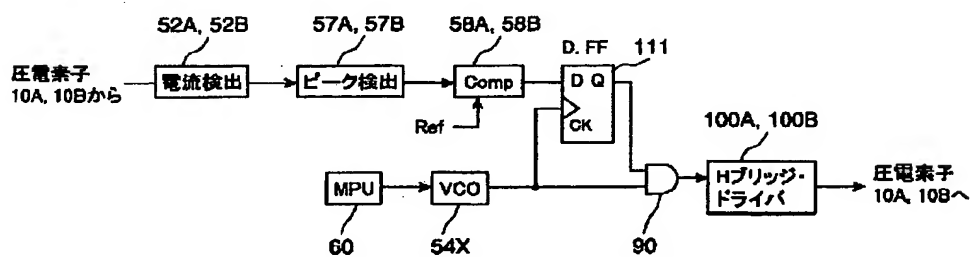 52A, 52B
57A, 57B
58A, 58B
D. FF
111
圧電素子
10A, 10Bから
電流検出
ピーク検出
Comp
D Q
CK
Ref
100A, 100B
MPU
VCO
Hブリッジ・
ドライバ
圧電素子
10A, 10Bへ
60
54X
90